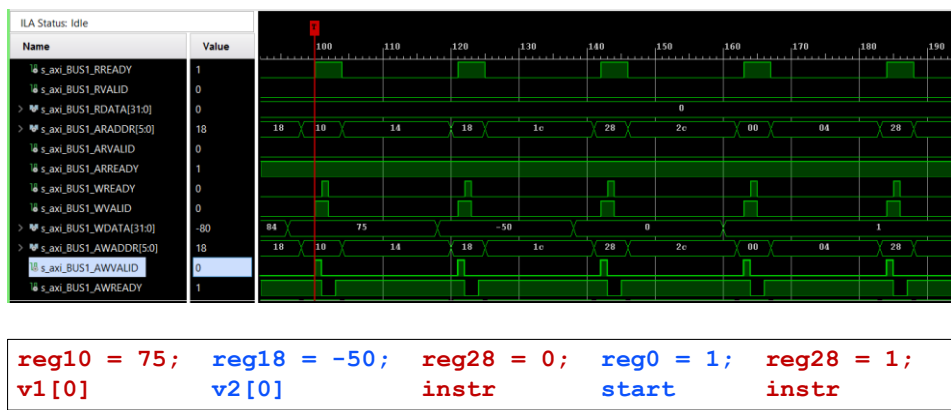 ILA Status: Idle
Name Value
100 110 120 130 140 150 160 170 180 190
s_axi_BUS1_RREADY 1
s_axi_BUS1_RVALID 0
s_axi_BUS1_RDATA[31:0] 0 0
s_axi_BUS1_ARADDR[5:0] 18 18 10 14 18 1c 28 2c 00 04 28
s_axi_BUS1_ARVALID 0
s_axi_BUS1_ARREADY 1
s_axi_BUS1_WREADY 0
s_axi_BUS1_WVALID 0
s_axi_BUS1_WDATA[31:0] -80 84 75 -50 0 1
s_axi_BUS1_AWADDR[5:0] 18 18 10 14 18 1c 28 2c 00 04 28
s_axi_BUS1_AWVALID 0
s_axi_BUS1_AWREADY 1
reg10 = 75; reg18 = -50; reg28 = 0; reg0 = 1; reg28 = 1;
v1[0] v2[0] instr start instr